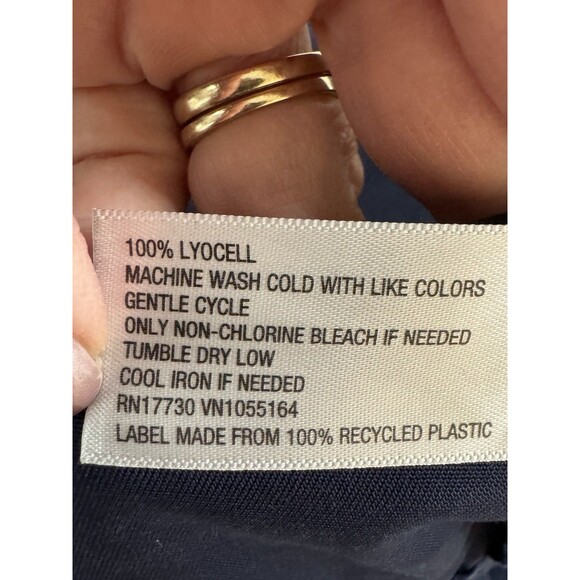 100% LYOCELL
MACHINE WASH COLD WITH LIKE COLORS
GENTLE CYCLE
ONLY NON-CHLORINE BLEACH IF NEEDED
TUMBLE DRY LOW
COOL IRON IF NEEDED
RN17730 VN1055164
LABEL MADE FROM 100% RECYCLED PLASTIC